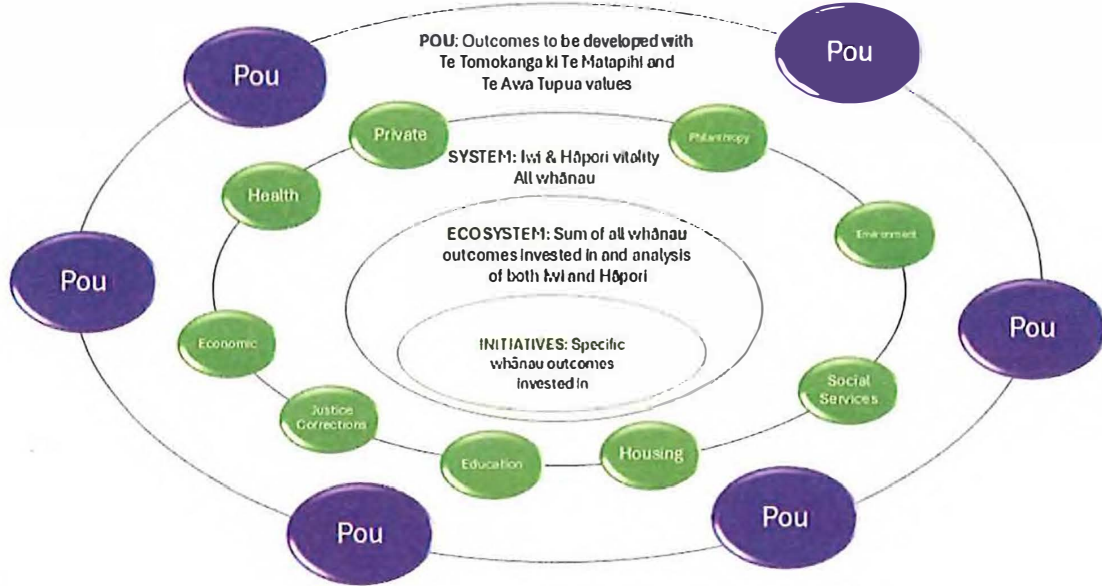 POU: Outcomes to be developed with
Te Tomokanga ki Te Matapihi and
Te Awa Tupua values
Pou
Pou
Private
Philanthropy
SYSTEM: Iwi & Hāpori vitality
All whānau
Health
Environment
ECOSYSTEM: Sum of all whānau
outcomes invested in and analysis
of both Iwi and Hāpori
Pou
Pou
INITIATIVES: Specific
whānau outcomes
invested in
Economic
Social
Services
Justice
Corrections
Education
Housing
Pou
Pou